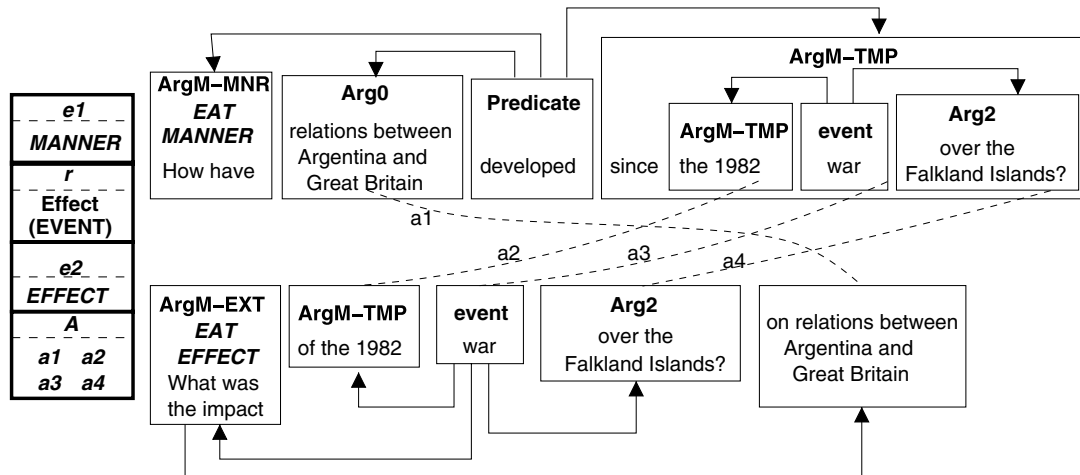 e1
MANNER
r
Effect
(EVENT)
e2
EFFECT
A
a1 a2
a3 a4
ArgM−MNR
EAT
MANNER
How have
Arg0
relations between
Argentina and
Great Britain
Predicate
developed
ArgM−TMP
since
ArgM−TMP
the 1982
event
war
Arg2
over the
Falkland Islands?
a1
a2
a3
a4
ArgM−EXT
EAT
EFFECT
What was
the impact
ArgM−TMP
of the 1982
event
war
Arg2
over the
Falkland Islands?
on relations between
Argentina and
Great Britain